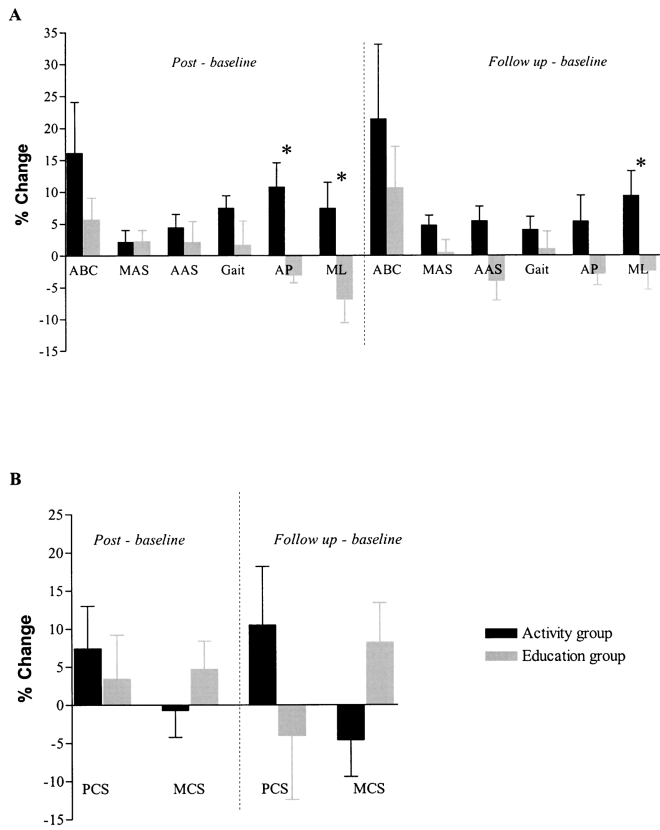 A
Post - baseline
Follow up - baseline
% Change
35
30
25
20
15
10
5
0
-5
-10
-15
* * *
ABC MAS AAS Gait AP ML ABC MAS AAS Gait AP ML
B
Post - baseline
Follow up - baseline
% Change
25
20
15
10
5
0
-5
-10
-15
PCS MCS PCS MCS
Activity group
Education group